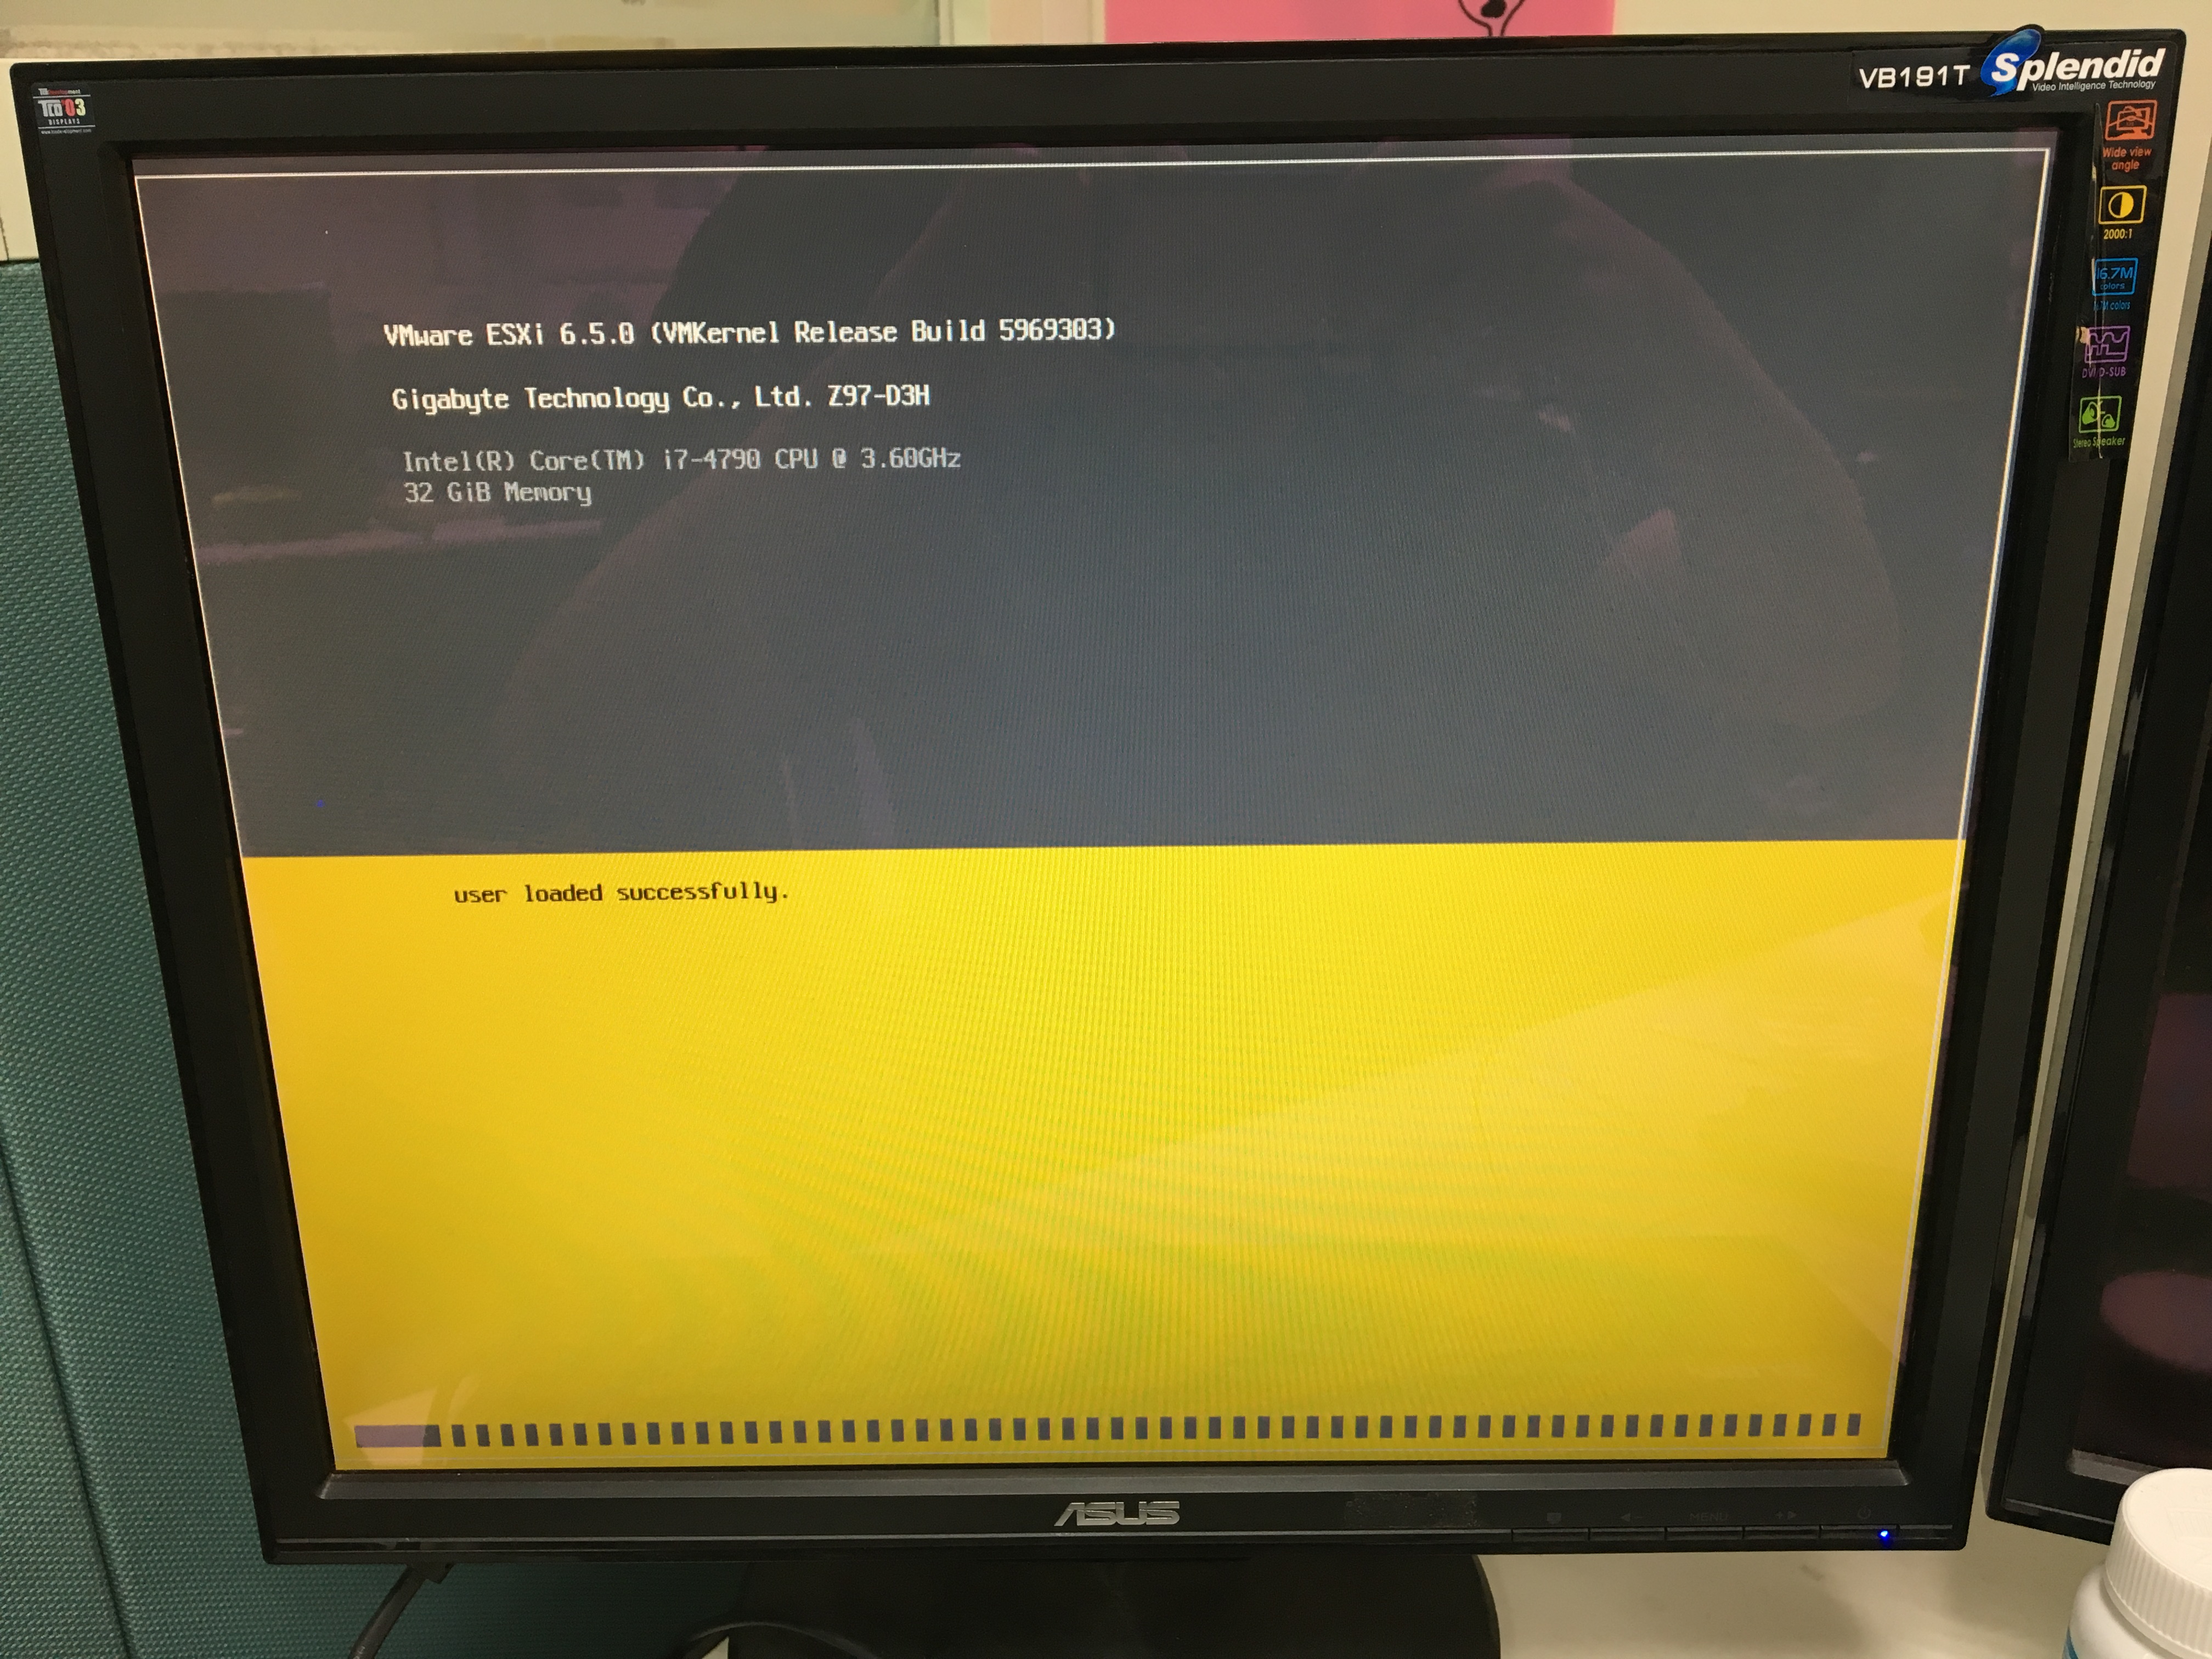 TCO'03
DISPLAYS
VB191T Splendid
Video Intelligence Technology
Wide view
angle
2000:1
16.7M
colors
DVI/D-SUB
Stereo Speaker
VMware ESXi 6.5.0 (VMKernel Release Build 5969303)
Gigabyte Technology Co., Ltd. Z97-D3H
Intel(R) Core(TM) i7-4790 CPU @ 3.60GHz
32 GiB Memory
user loaded successfully.
ASUS
MENU